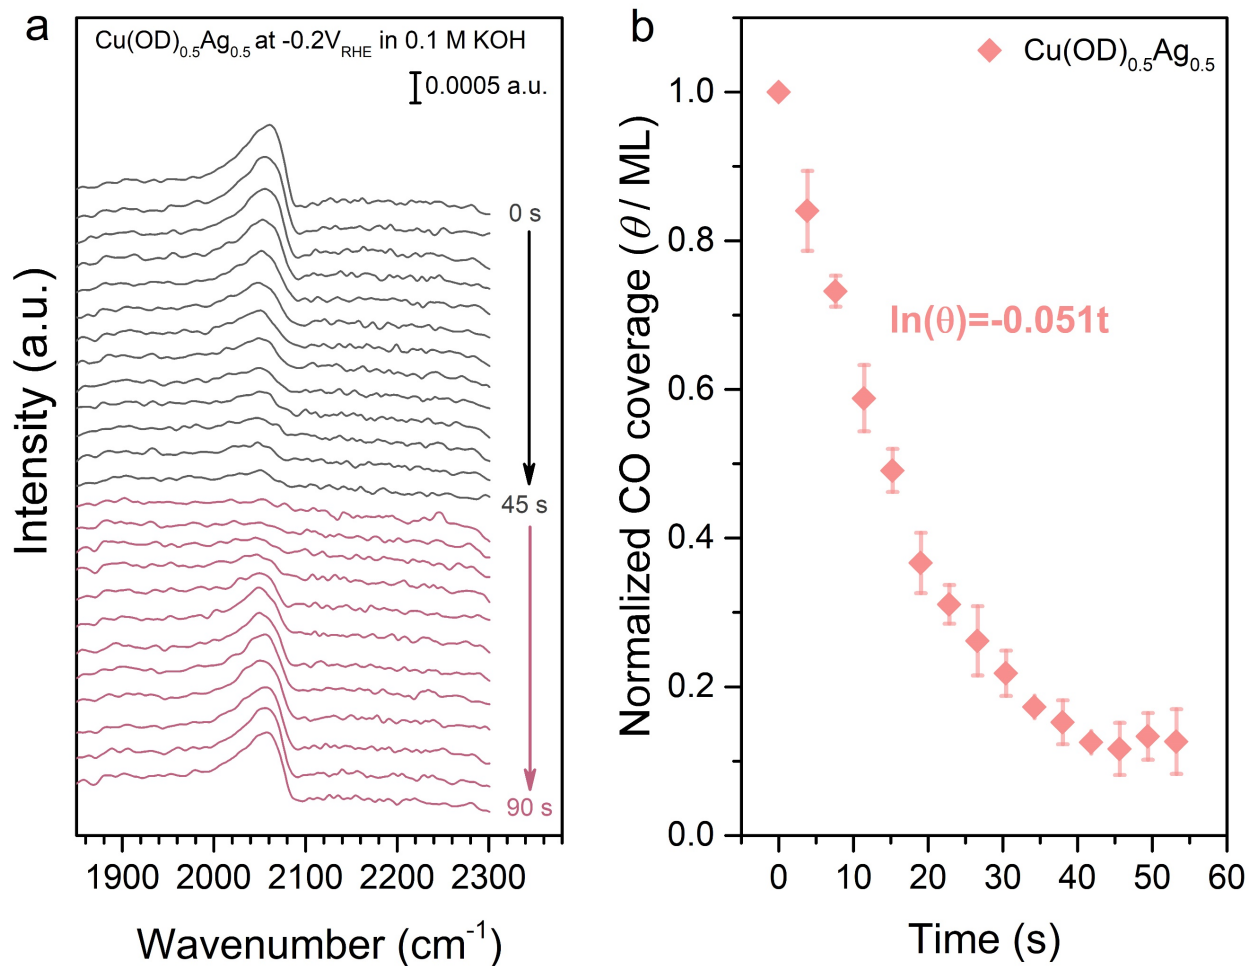 a
Cu(OD)0.5Ag0.5 at -0.2VRHE in 0.1 M KOH
0.0005 a.u.
0 s
45 s
90 s
Intensity (a.u.)
1900 2000 2100 2200 2300
Wavenumber (cm-1)
b
Cu(OD)0.5Ag0.5
ln(θ)=-0.051t
Normalized CO coverage (θ / ML)
1.0
0.8
0.6
0.4
0.2
0.0
0 10 20 30 40 50 60
Time (s)